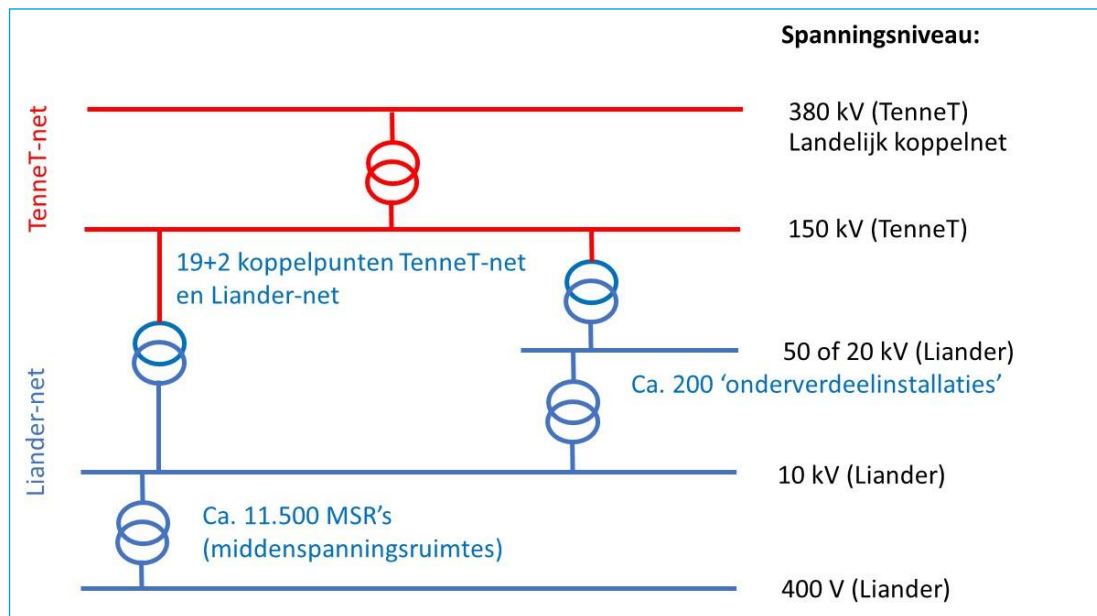 Spanningsniveau:
TenneT-net
380 kV (TenneT)
Landelijk koppelnet
150 kV (TenneT)
19+2 koppelpunten TenneT-net
en Liander-net
50 of 20 kV (Liander)
Ca. 200 ‘onderverdeelinstallaties’
Liander-net
10 kV (Liander)
Ca. 11.500 MSR’s
(middenspanningsruimtes)
400 V (Liander)